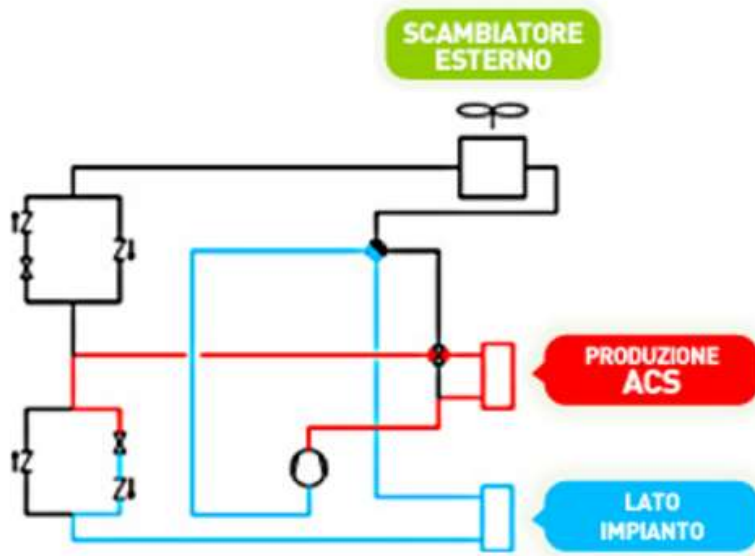 SCAMBIATORE
ESTERNO
PRODUZIONE
ACS
LATO
IMPIANTO